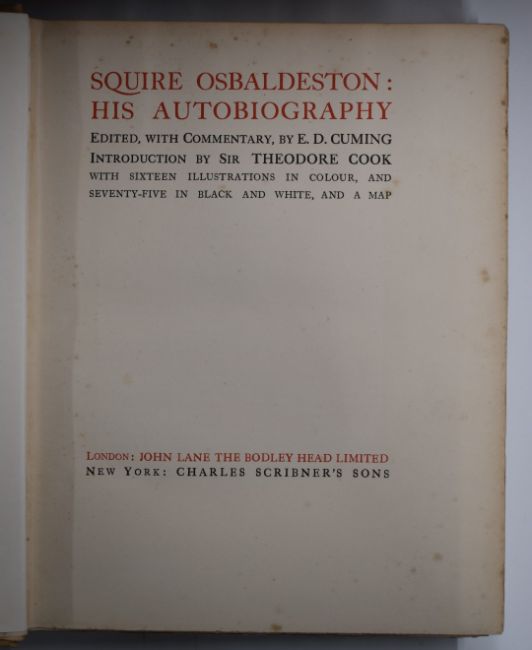 SQUIRE OSBALDESTON:
HIS AUTOBIOGRAPHY
EDITED, WITH COMMENTARY, BY E. D. CUMING
INTRODUCTION BY SIR THEODORE COOK
WITH SIXTEEN ILLUSTRATIONS IN COLOUR, AND
SEVENTY-FIVE IN BLACK AND WHITE, AND A MAP
LONDON: JOHN LANE THE BODLEY HEAD LIMITED
NEW YORK: CHARLES SCRIBNER'S SONS